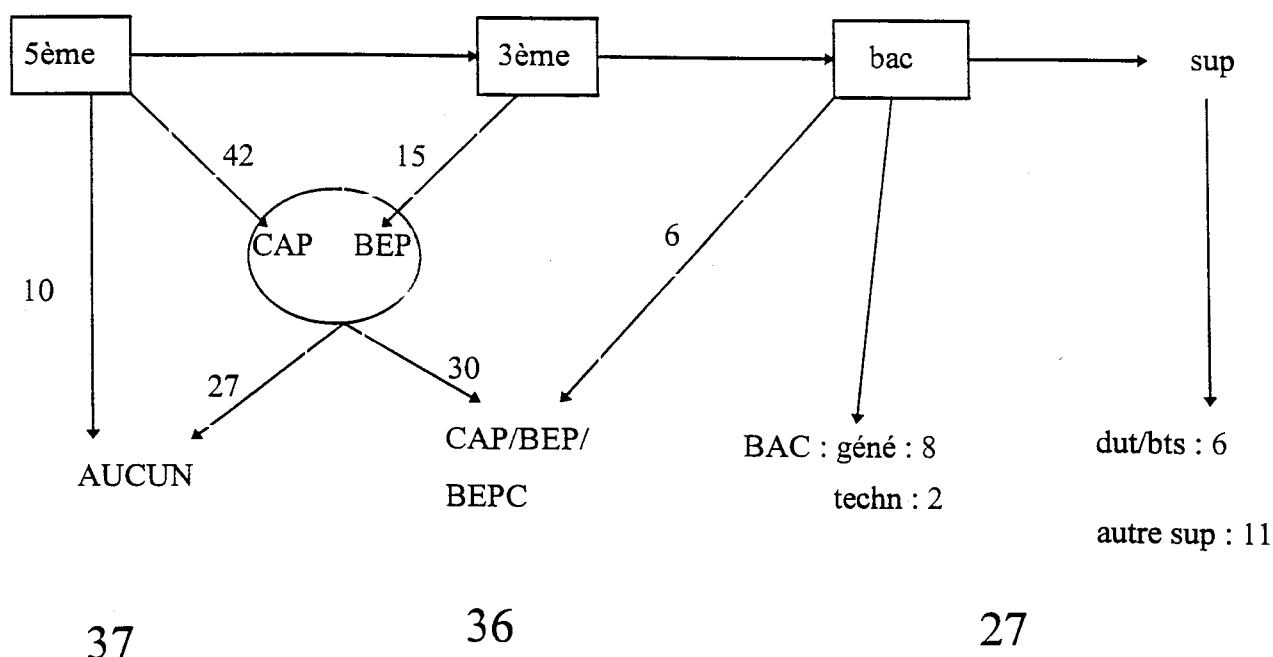 5ème 3ème bac sup
42 15
6
CAP BEP
10
27 30
CAP/BEP/ BAC : géné : 8 dut/bts : 6
AUCUN
BEPC techn : 2
autre sup : 11
37 36 27